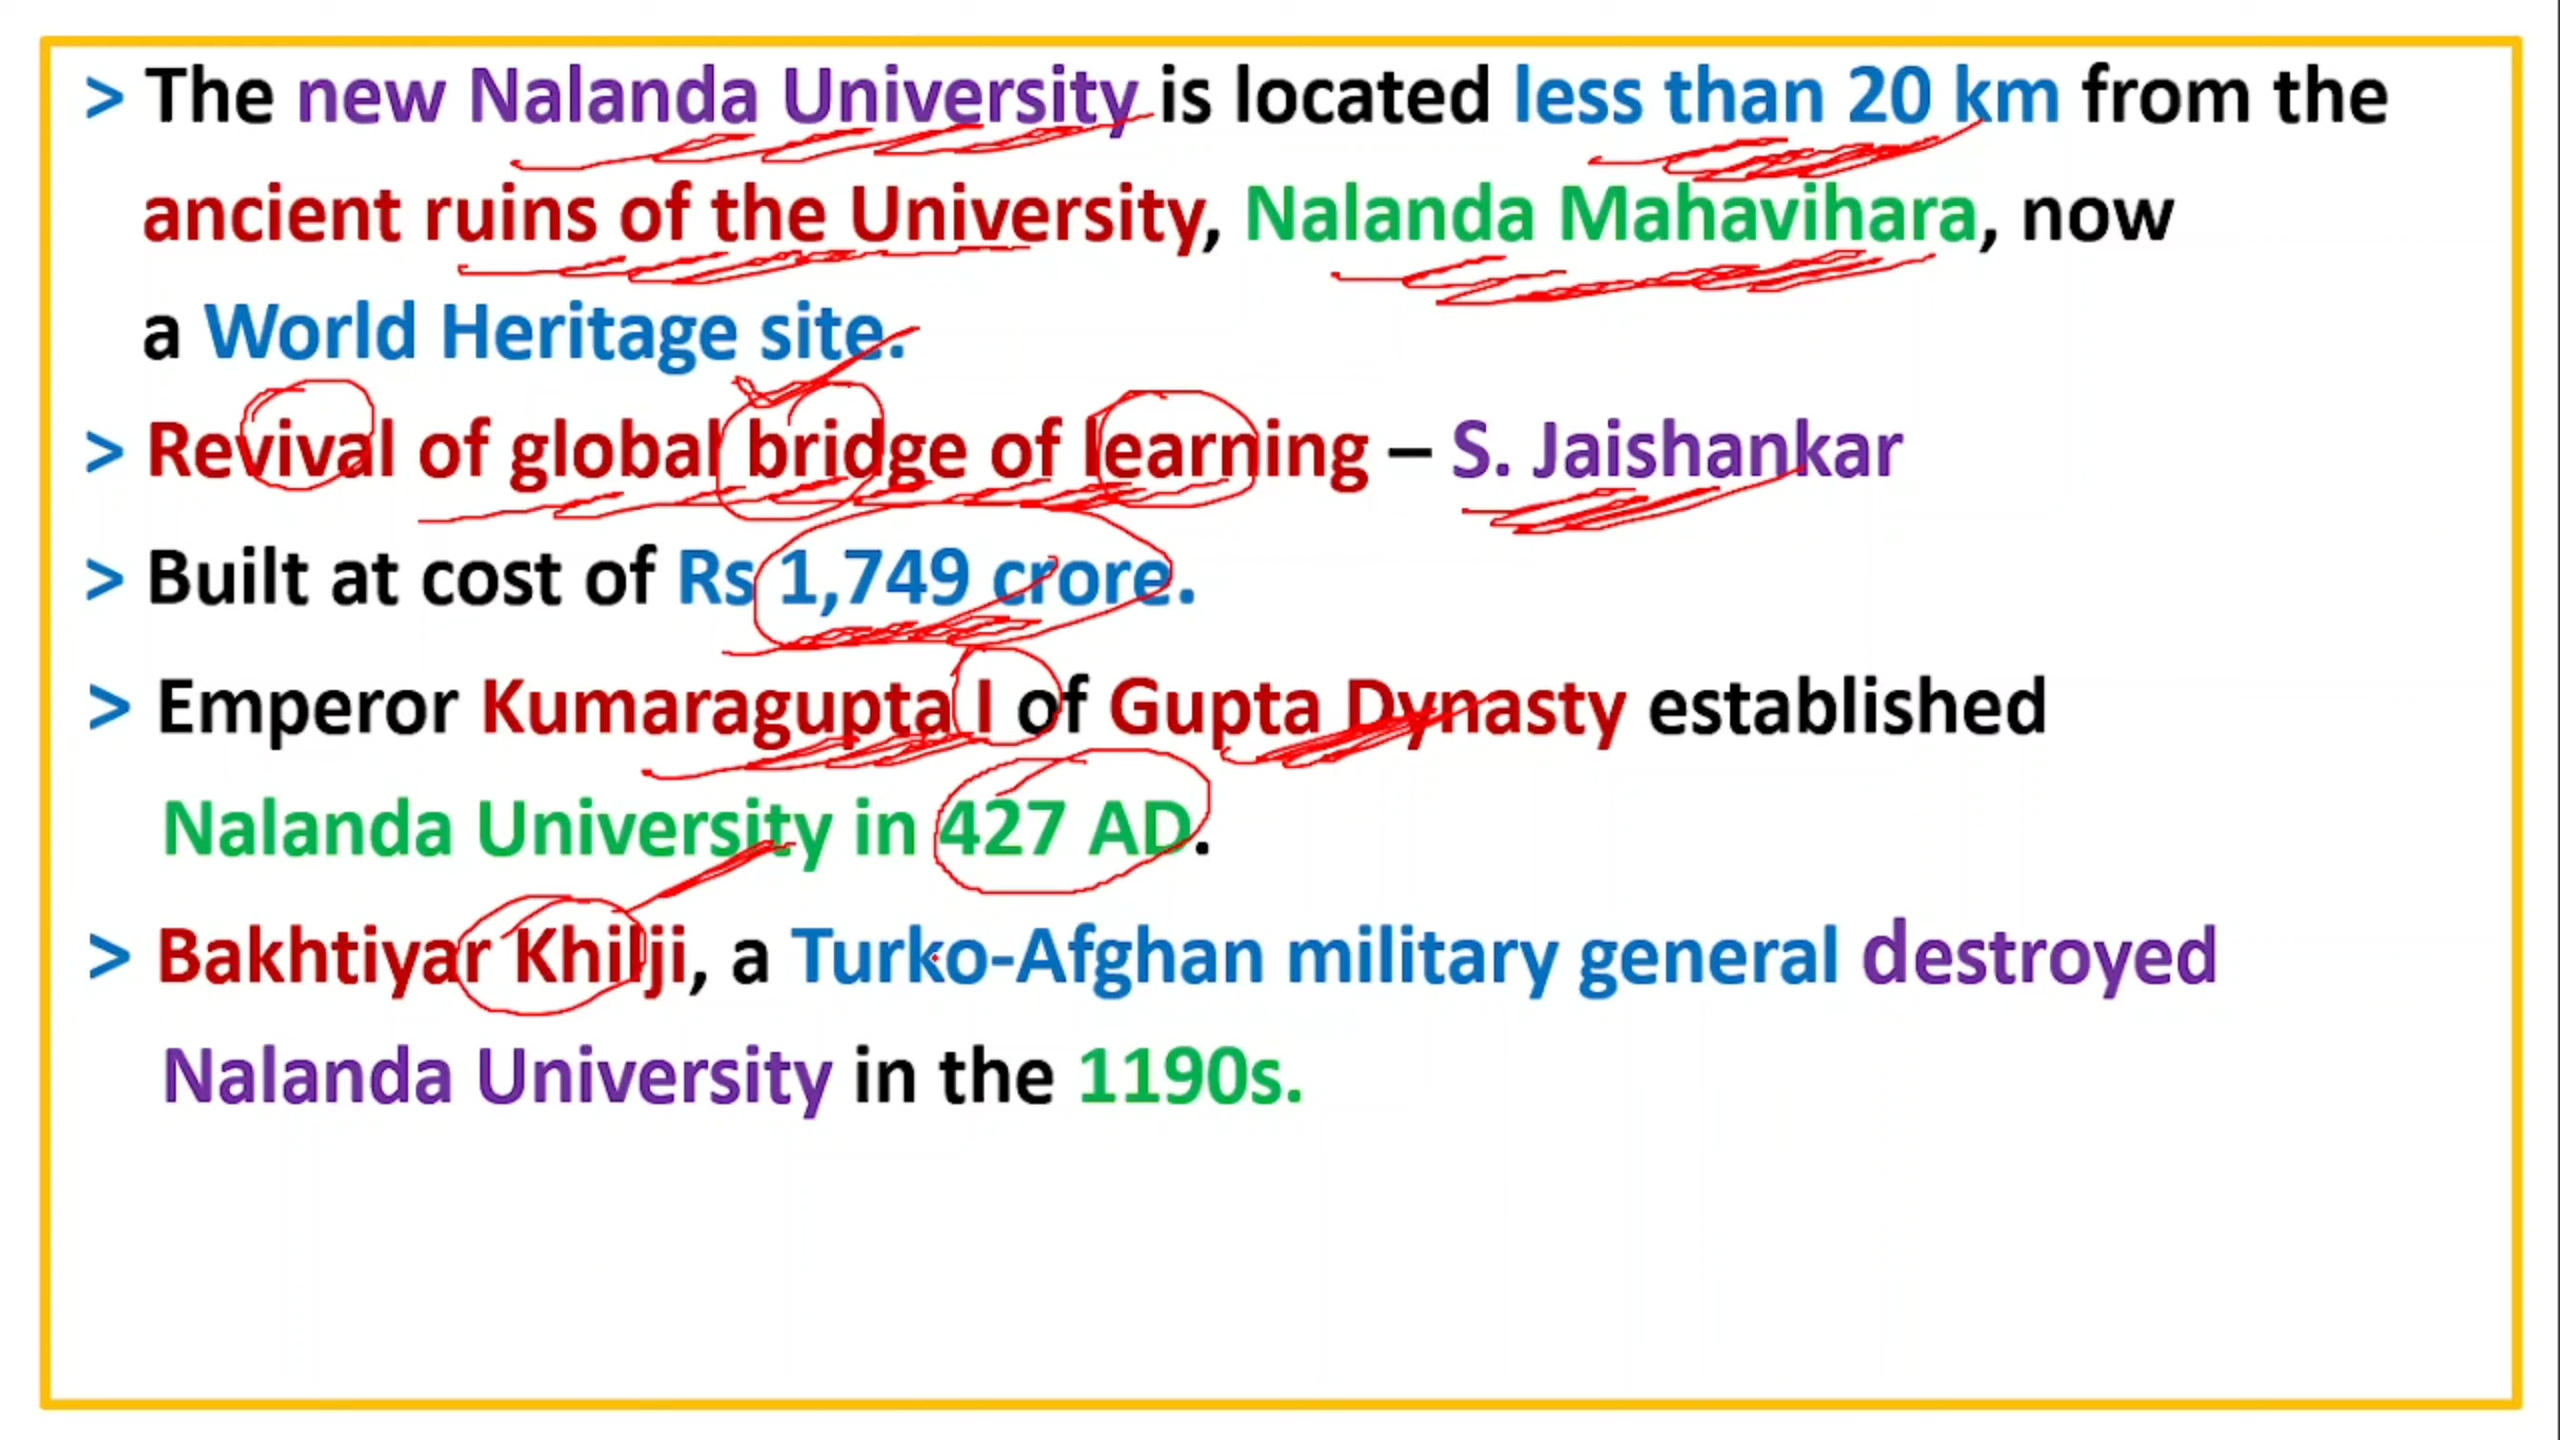 > The new Nalanda University is located less than 20 km from the
ancient ruins of the University, Nalanda Mahavihara, now
a World Heritage site.
> Revival of global bridge of learning – S. Jaishankar
> Built at cost of Rs 1,749 crore.
> Emperor Kumaragupta I of Gupta Dynasty established
Nalanda University in 427 AD.
> Bakhtiyar Khilji, a Turko-Afghan military general destroyed
Nalanda University in the 1190s.